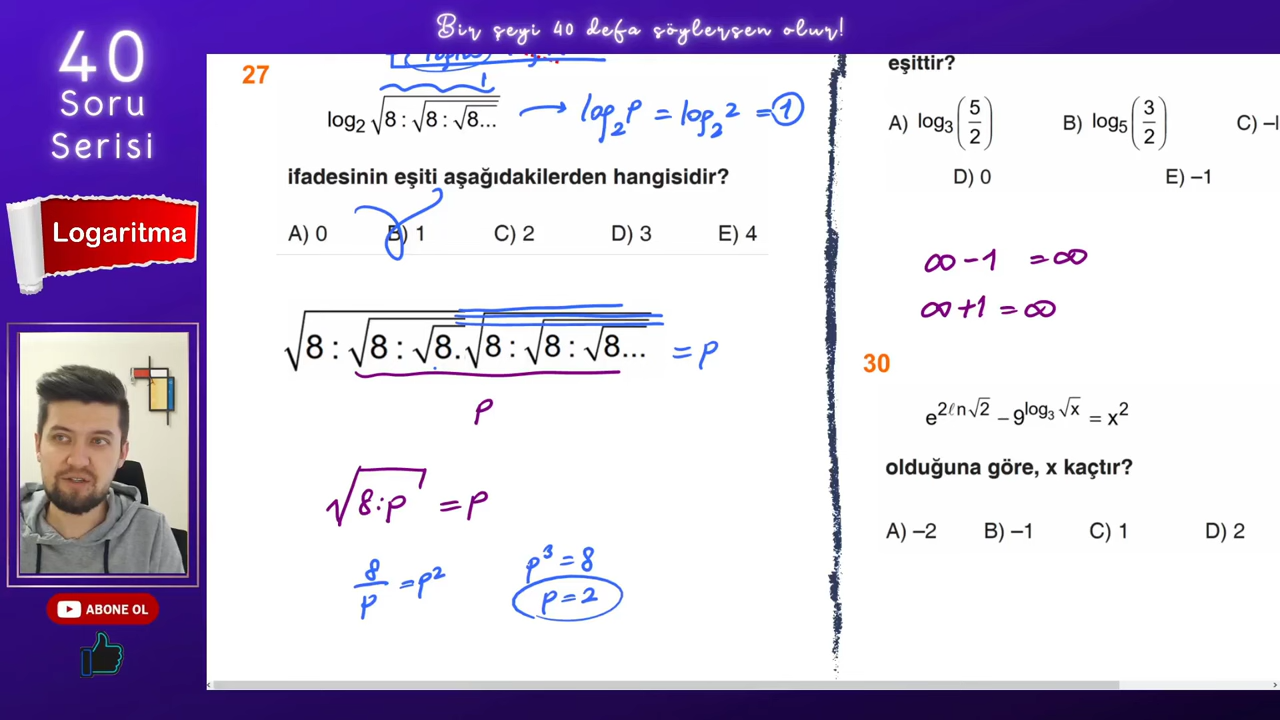 Bir şeyi 40 defa söylersen olur!
40
Soru
Serisi
Logaritma
ABONE OL
27
log₂ √8 : √8 : √8... → log₂ p = log₂ 2 = 1
ifadesinin eşiti aşağıdakilerden hangisidir?
A) 0 B) 1 C) 2 D) 3 E) 4
√8 : √8 : √8. √8 : √8 : √8... = p
p
√8:p = p
8/p = p²
p³ = 8
p = 2
eşittir?
A) log₃ (5/2) B) log₅ (3/2) C) –
D) 0 E) –1
∞ - 1 = ∞
∞ + 1 = ∞
30
e^(2ℓn√2) – 9^(log₃ √x) = x²
olduğuna göre, x kaçtır?
A) –2 B) –1 C) 1 D) 2